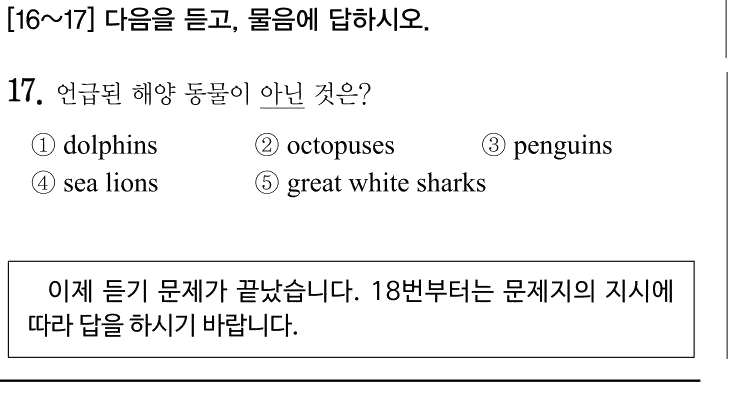 [16~17] 다음을 듣고, 물음에 답하시오.
17. 언급된 해양 동물이 아닌 것은?
① dolphins ② octopuses ③ penguins
④ sea lions ⑤ great white sharks
이제 듣기 문제가 끝났습니다. 18번부터는 문제지의 지시에
따라 답을 하시기 바랍니다.